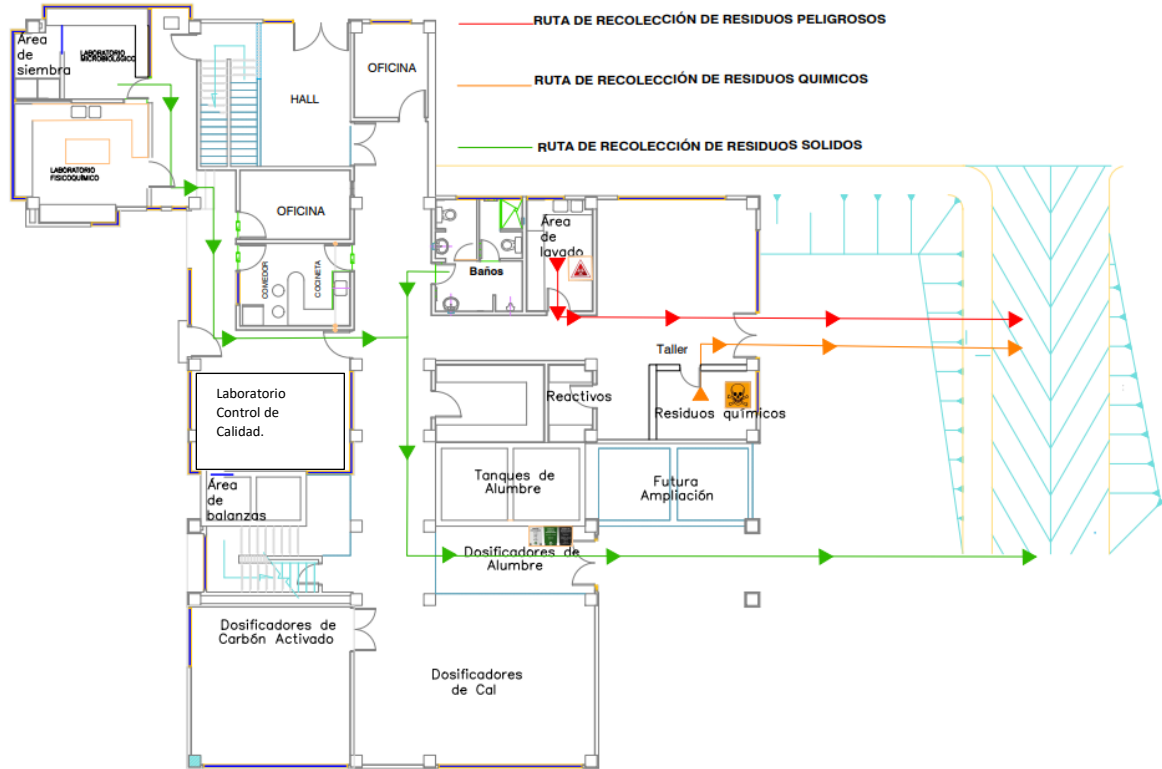 RUTA DE RECOLECCIÓN DE RESIDUOS PELIGROSOS
RUTA DE RECOLECCIÓN DE RESIDUOS QUIMICOS
RUTA DE RECOLECCIÓN DE RESIDUOS SOLIDOS
Área
de
siembra
LABORATORIO
MICROBIOLÓGICO
OFICINA
HALL
LABORATORIO
FISICOQUÍMICO
OFICINA
COMEDOR
COCINETA
Baños
Área
de
lavado
Taller
Reactivos
Residuos químicos
Laboratorio
Control de
Calidad.
Área
de
balanzas
Tanques de
Alumbre
Futura
Ampliación
Dosificadores de
Alumbre
Dosificadores de
Carbón Activado
Dosificadores
de Cal